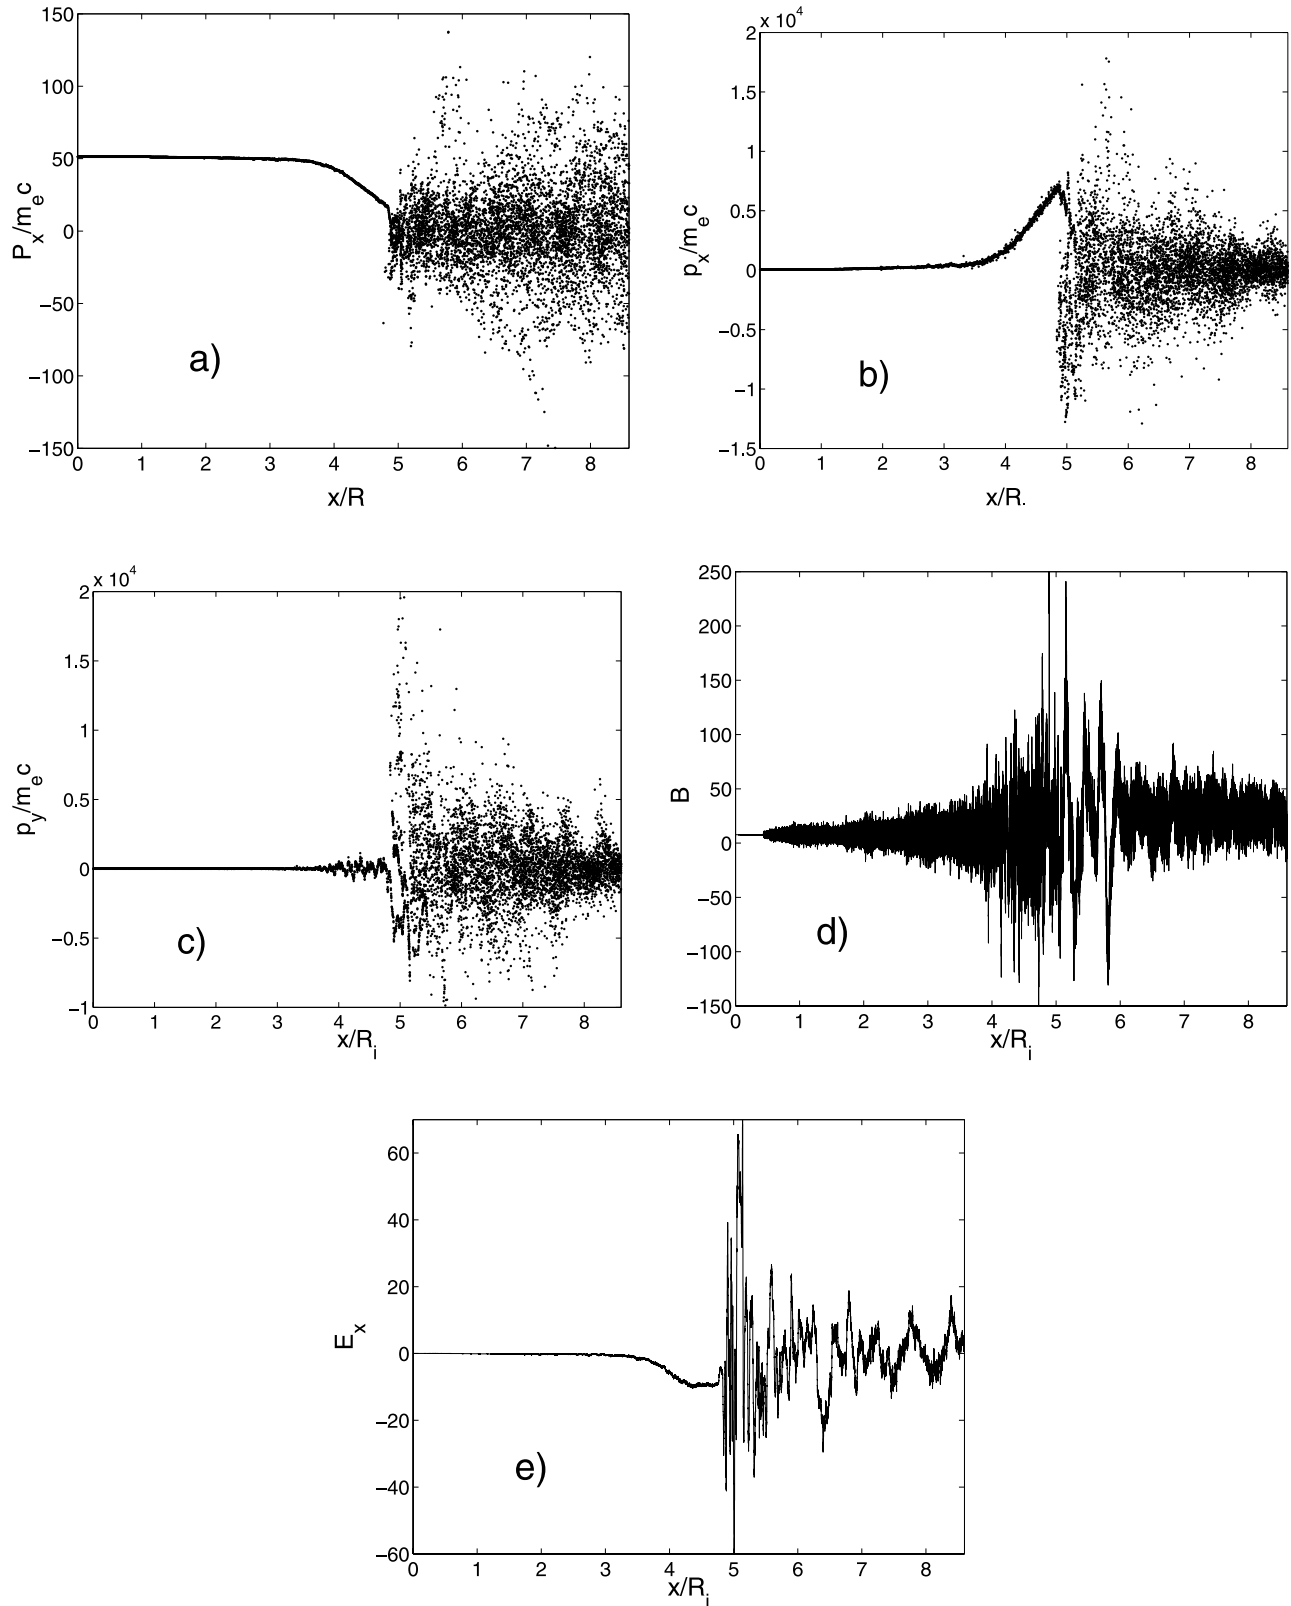 150
100
50
0
−50
−100
−150
P_x/m_e c
a)
0 1 2 3 4 5 6 7 8
x/R
x 10^4
2
1.5
1
0.5
0
−0.5
−1
−1.5
p_x/m_e c
b)
0 1 2 3 4 5 6 7 8
x/R.
x 10^4
2
1.5
1
0.5
0
−0.5
−1
p_y/m_e c
c)
0 1 2 3 4 5 6 7 8
x/R_i
250
200
150
100
50
0
−50
−100
−150
B
d)
0 1 2 3 4 5 6 7 8
x/R_i
60
40
20
0
−20
−40
−60
E_x
e)
0 1 2 3 4 5 6 7 8
x/R_i